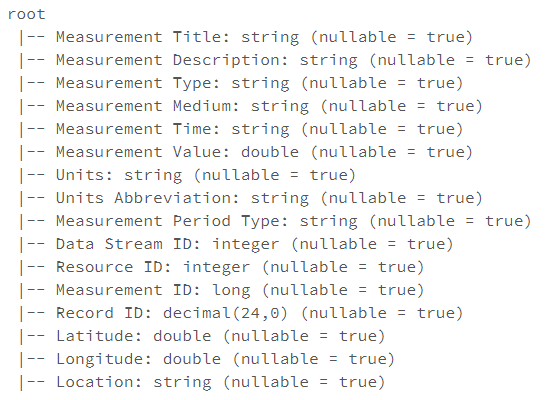 root
 |-- Measurement Title: string (nullable = true)
 |-- Measurement Description: string (nullable = true)
 |-- Measurement Type: string (nullable = true)
 |-- Measurement Medium: string (nullable = true)
 |-- Measurement Time: string (nullable = true)
 |-- Measurement Value: double (nullable = true)
 |-- Units: string (nullable = true)
 |-- Units Abbreviation: string (nullable = true)
 |-- Measurement Period Type: string (nullable = true)
 |-- Data Stream ID: integer (nullable = true)
 |-- Resource ID: integer (nullable = true)
 |-- Measurement ID: long (nullable = true)
 |-- Record ID: decimal(24,0) (nullable = true)
 |-- Latitude: double (nullable = true)
 |-- Longitude: double (nullable = true)
 |-- Location: string (nullable = true)